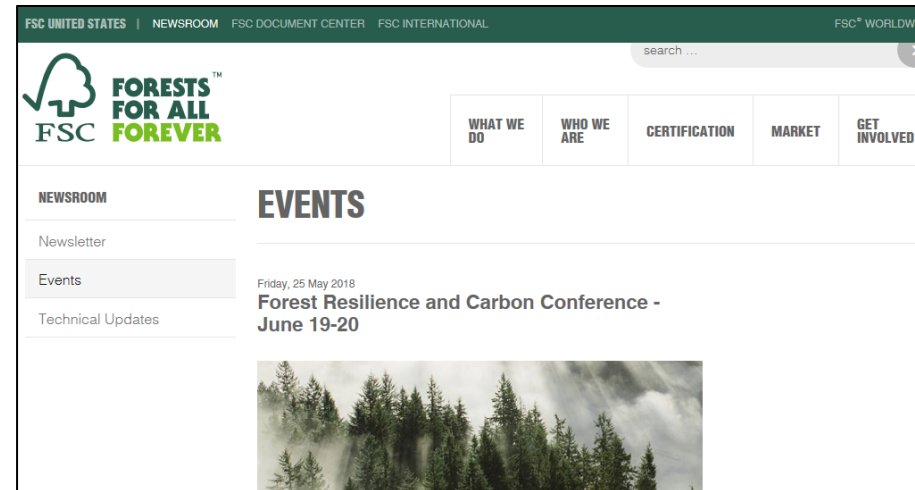 FSC UNITED STATES | NEWSROOM FSC DOCUMENT CENTER FSC INTERNATIONAL FSC® WORLDW
search ...
FSC
FORESTS™
FOR ALL
FOREVER
WHAT WE
DO
WHO WE
ARE
CERTIFICATION
MARKET
GET
INVOLVED
NEWSROOM
Newsletter
Events
Technical Updates
EVENTS
Friday, 25 May 2018
Forest Resilience and Carbon Conference -
June 19-20